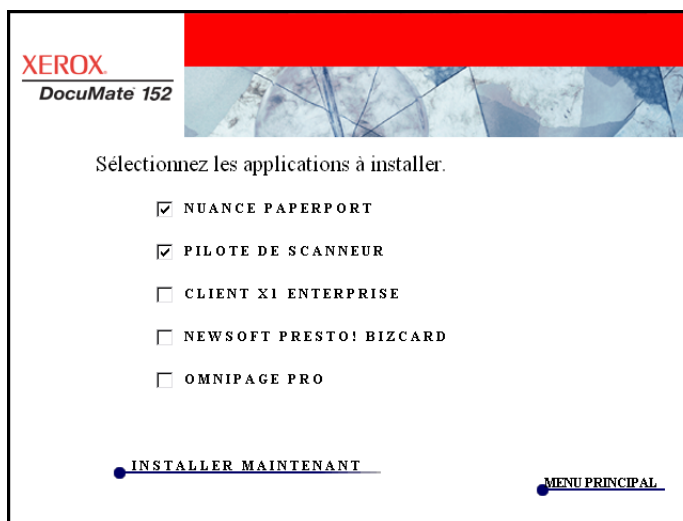 XEROX.
DocuMate 152
Sélectionnez les applications à installer.
NUANCE PAPERPORT
PILOTE DE SCANNEUR
CLIENT X1 ENTERPRISE
NEWSOFT PRESTO! BIZCARD
OMNIPAGE PRO
INSTALLER MAINTENANT
MENU PRINCIPAL